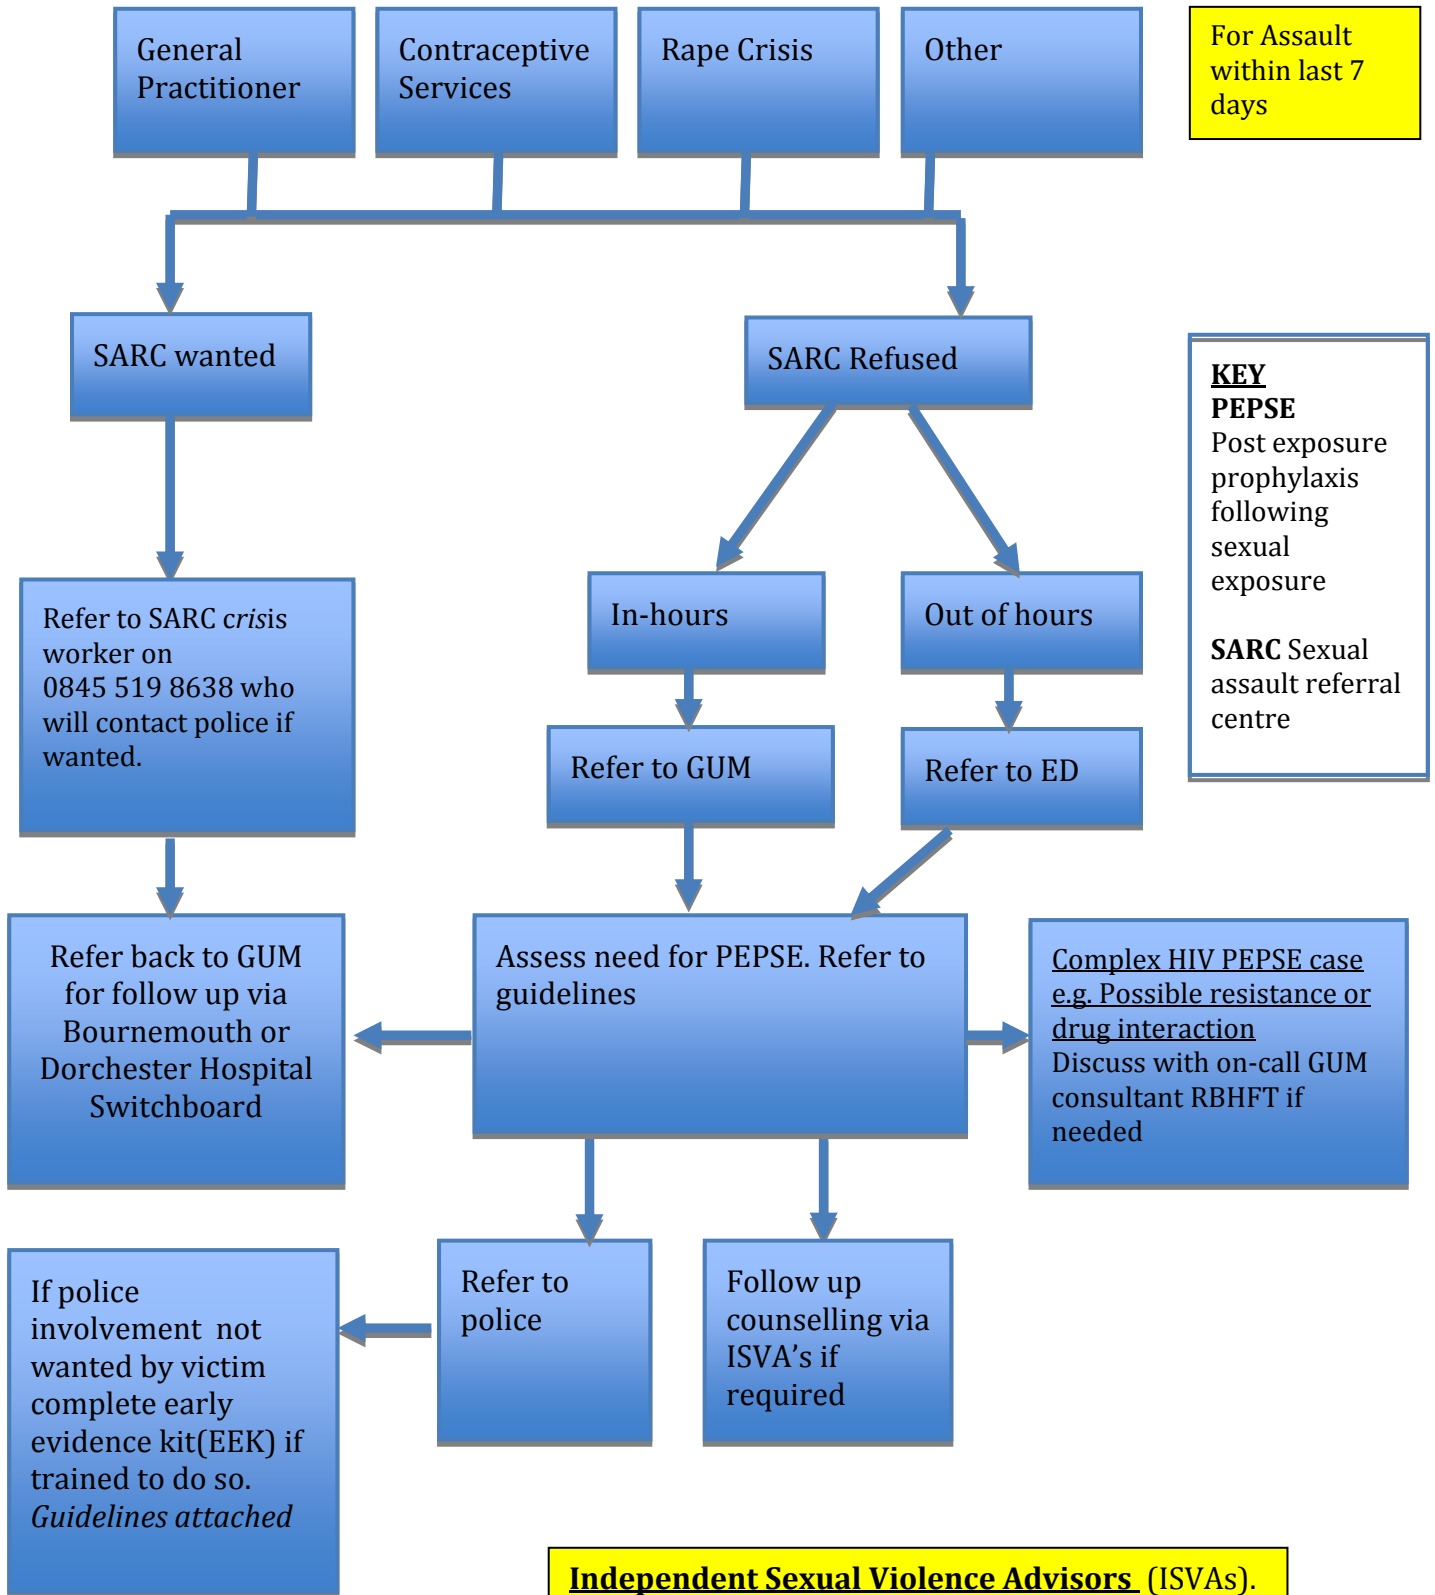 General
Practitioner
Contraceptive
Services
Rape Crisis
Other
For Assault
within last 7
days
SARC wanted
SARC Refused
KEY
PEPSE
Post exposure
prophylaxis
following
sexual
exposure
SARC Sexual
assault referral
centre
Refer to SARC crisis
worker on
0845 519 8638 who
will contact police if
wanted.
In-hours
Out of hours
Refer to GUM
Refer to ED
Refer back to GUM
for follow up via
Bournemouth or
Dorchester Hospital
Switchboard
Assess need for PEPSE. Refer to
guidelines
Complex HIV PEPSE case
e.g. Possible resistance or
drug interaction
Discuss with on-call GUM
consultant RBHFT if
needed
If police
involvement not
wanted by victim
complete early
evidence kit(EEK) if
trained to do so.
Guidelines attached
Refer to
police
Follow up
counselling via
ISVA’s if
required
Independent Sexual Violence Advisors (ISVAs).